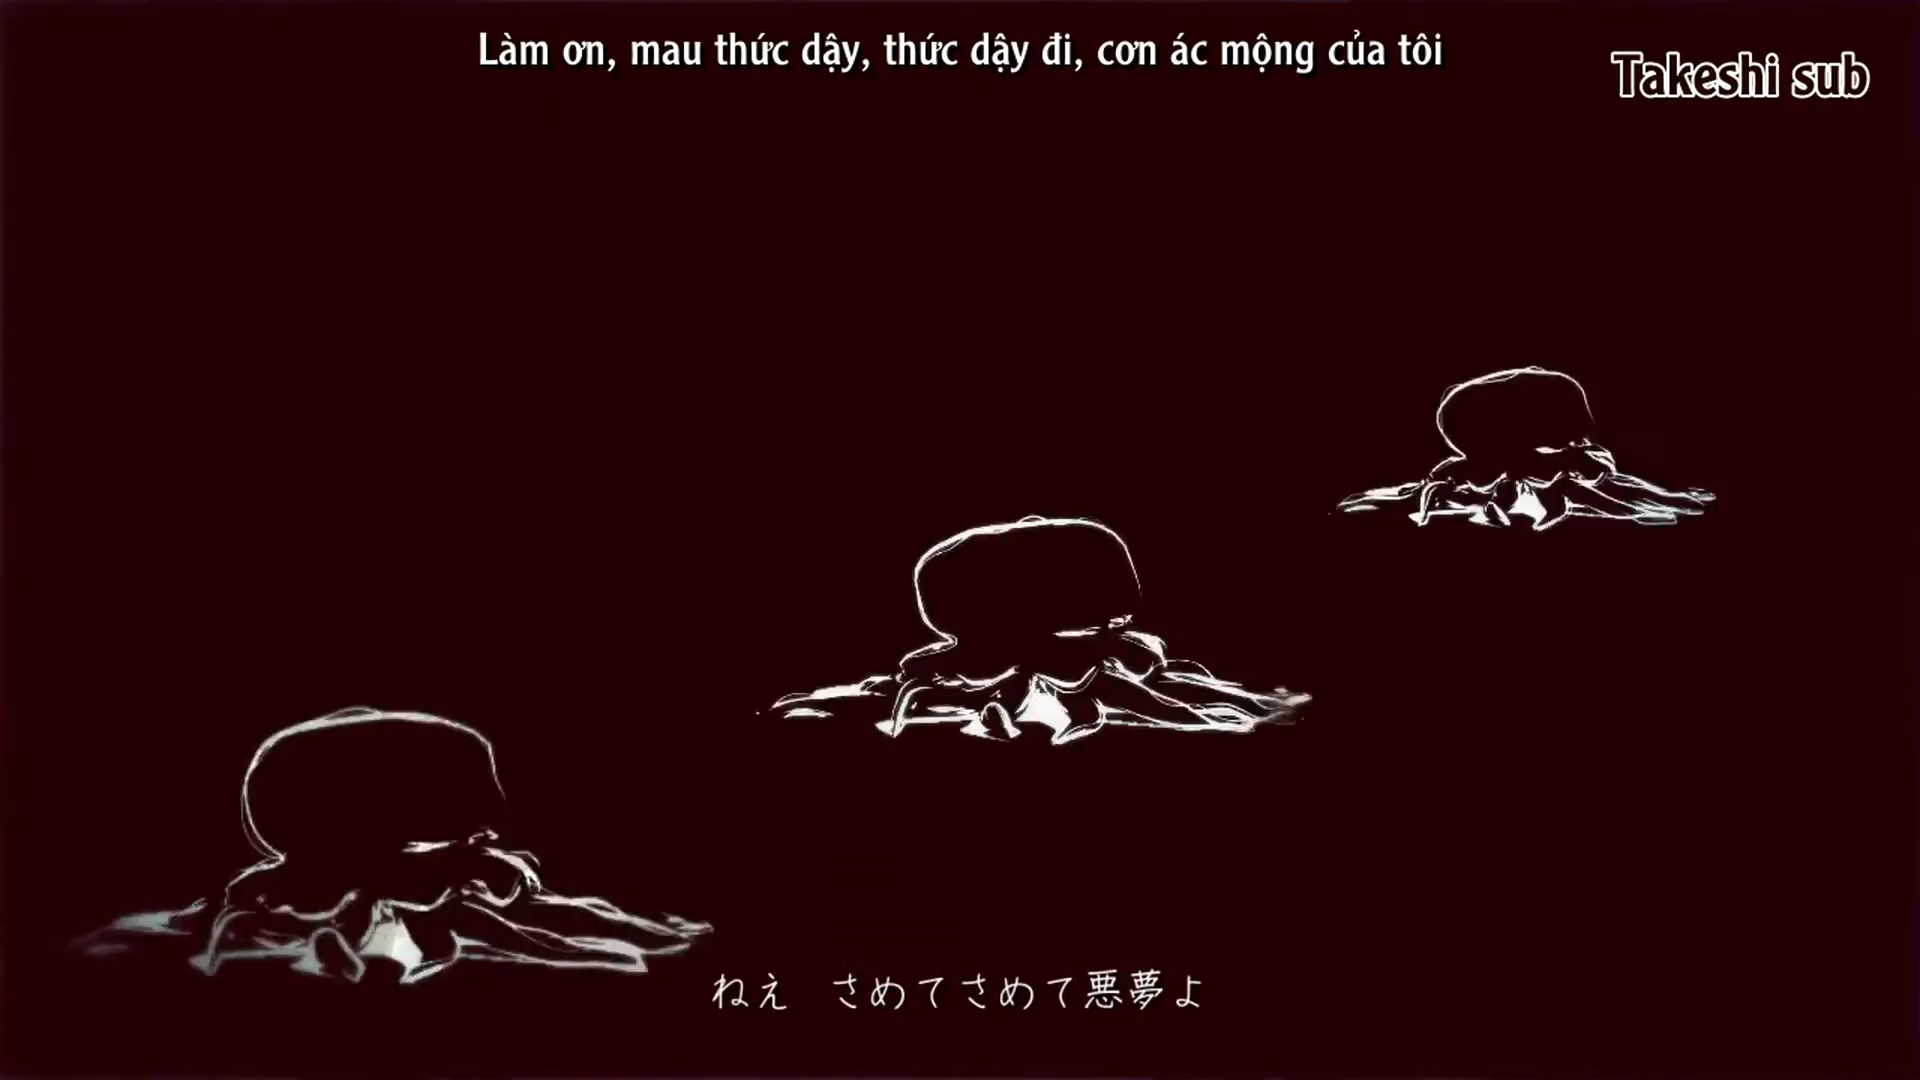 Làm ơn, mau thức dậy, thức dậy đi, cơn ác mộng của tôi
Takeshi sub
ねえ　さめてさめて悪夢よ